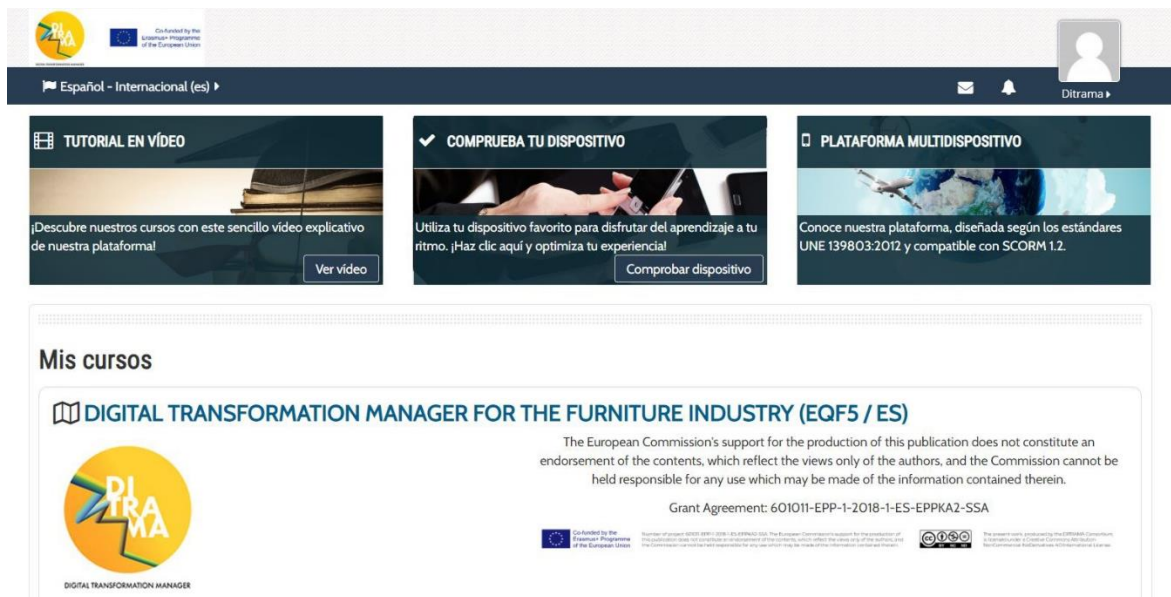 DI
TRA
MA
Co-funded by the
Erasmus+ Programme
of the European Union
Español - Internacional (es)
Ditrama
TUTORIAL EN VÍDEO
¡Descubre nuestros cursos con este sencillo vídeo explicativo
de nuestra plataforma!
Ver vídeo
COMPRUEBA TU DISPOSITIVO
Utiliza tu dispositivo favorito para disfrutar del aprendizaje a tu
ritmo. ¡Haz clic aquí y optimiza tu experiencia!
Comprobar dispositivo
PLATAFORMA MULTIDISPOSITIVO
Conoce nuestra plataforma, diseñada según los estándares
UNE 139803:2012 y compatible con SCORM 1.2.
Mis cursos
DIGITAL TRANSFORMATION MANAGER FOR THE FURNITURE INDUSTRY (EQF5 / ES)
DI
TRA
MA
DIGITAL TRANSFORMATION MANAGER
The European Commission's support for the production of this publication does not constitute an
endorsement of the contents, which reflect the views only of the authors, and the Commission cannot be
held responsible for any use which may be made of the information contained therein.
Grant Agreement: 601011-EPP-1-2018-1-ES-EPPKA2-SSA
Co-funded by the
Erasmus+ Programme
of the European Union
BY NC ND